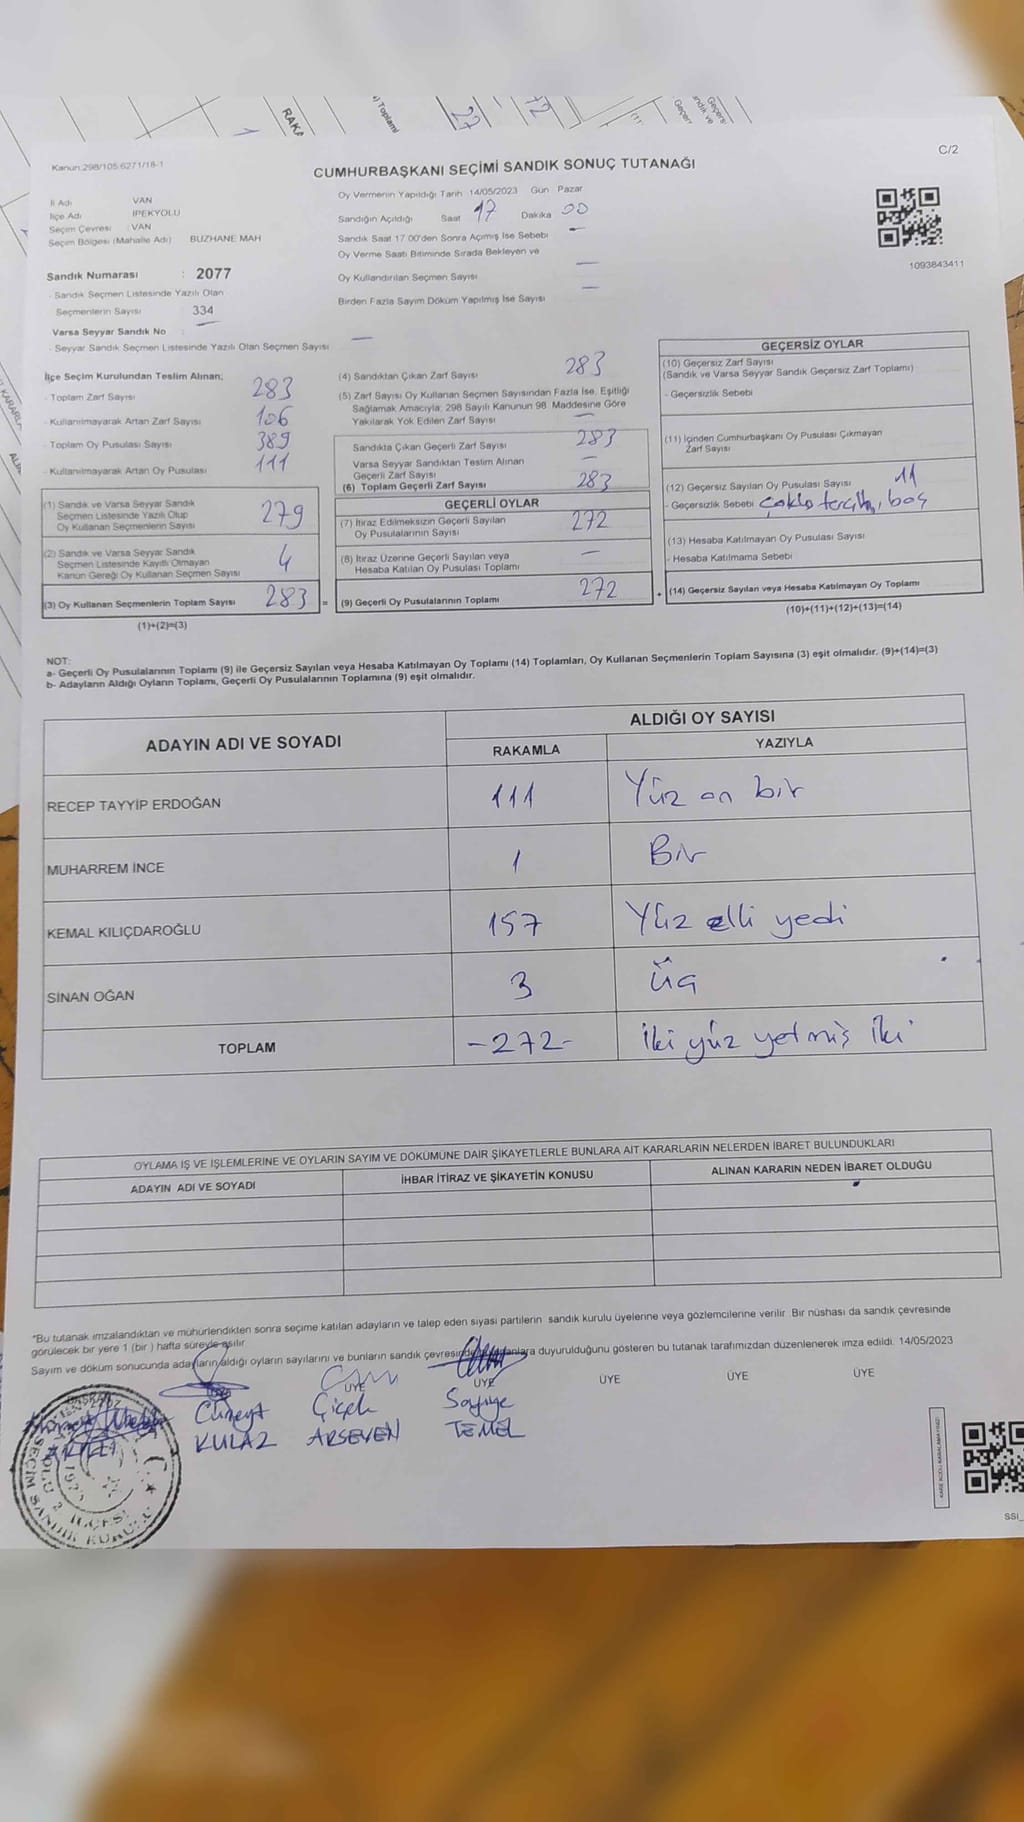 RAKA
ı) Toplamı
27
72
Kanun:298/105.6271/18-1
C/2
CUMHURBAŞKANI SEÇİMİ SANDIK SONUÇ TUTANAĞI
İl Adı VAN
İlçe Adı İPEKYOLU
Seçim Çevresi : VAN
Seçim Bölgesi (Mahalle Adı) BUZHANE MAH
Oy Vermenin Yapıldığı Tarih 14/05/2023 Gün Pazar
Sandığın Açıldığı Saat 17 Dakika 00
Sandık Saat 17.00'den Sonra Açılmış İse Sebebi —
Oy Verme Saati Bitiminde Sırada Bekleyen ve
Oy Kullandırılan Seçmen Sayısı —
Birden Fazla Sayım Döküm Yapılmış İse Sayısı —
1093843411
Sandık Numarası : 2077
- Sandık Seçmen Listesinde Yazılı Olan
Seçmenlerin Sayısı : 334
Varsa Seyyar Sandık No : —
- Seyyar Sandık Seçmen Listesinde Yazılı Olan Seçmen Sayısı —
İlçe Seçim Kurulundan Teslim Alınan;
- Toplam Zarf Sayısı 283
- Kullanılmayarak Artan Zarf Sayısı 106
- Toplam Oy Pusulası Sayısı 389
- Kullanılmayarak Artan Oy Pusulası 111
(1) Sandık ve Varsa Seyyar Sandık
Seçmen Listesinde Yazılı Olup
Oy Kullanan Seçmenlerin Sayısı 279
(2) Sandık ve Varsa Seyyar Sandık
Seçmen Listesinde Kayıtlı Olmayan
Kanun Gereği Oy Kullanan Seçmen Sayısı 4
(3) Oy Kullanan Seçmenlerin Toplam Sayısı 283 =
(1)+(2)=(3)
(4) Sandıktan Çıkan Zarf Sayısı 283
(5) Zarf Sayısı Oy Kullanan Seçmen Sayısından Fazla İse, Eşitliği
Sağlamak Amacıyla; 298 Sayılı Kanunun 98. Maddesine Göre
Yakılarak Yok Edilen Zarf Sayısı —
Sandıkta Çıkan Geçerli Zarf Sayısı 283
Varsa Seyyar Sandıktan Teslim Alınan
Geçerli Zarf Sayısı —
(6) Toplam Geçerli Zarf Sayısı 283
GEÇERLİ OYLAR
(7) İtiraz Edilmeksizin Geçerli Sayılan
Oy Pusulalarının Sayısı 272
(8) İtiraz Üzerine Geçerli Sayılan veya
Hesaba Katılan Oy Pusulası Toplamı —
(9) Geçerli Oy Pusulalarının Toplamı 272 +
GEÇERSİZ OYLAR
(10) Geçersiz Zarf Sayısı
(Sandık ve Varsa Seyyar Sandık Geçersiz Zarf Toplamı)
- Geçersizlik Sebebi
(11) İçinden Cumhurbaşkanı Oy Pusulası Çıkmayan
Zarf Sayısı
(12) Geçersiz Sayılan Oy Pusulası Sayısı 11
- Geçersizlik Sebebi çoklu tercih, boş
(13) Hesaba Katılmayan Oy Pusulası Sayısı
- Hesaba Katılmama Sebebi
(14) Geçersiz Sayılan veya Hesaba Katılmayan Oy Toplamı
(10)+(11)+(12)+(13)=(14)
NOT:
a- Geçerli Oy Pusulalarının Toplamı (9) ile Geçersiz Sayılan veya Hesaba Katılmayan Oy Toplamı (14) Toplamları, Oy Kullanan Seçmenlerin Toplam Sayısına (3) eşit olmalıdır. (9)+(14)=(3)
b- Adayların Aldığı Oyların Toplamı, Geçerli Oy Pusulalarının Toplamına (9) eşit olmalıdır.
ADAYIN ADI VE SOYADI
ALDIĞI OY SAYISI
RAKAMLA YAZIYLA
RECEP TAYYİP ERDOĞAN 111 Yüz on bir
MUHARREM İNCE 1 Bir
KEMAL KILIÇDAROĞLU 157 Yüz elli yedi
SİNAN OĞAN 3 üç
TOPLAM -272- İki yüz yetmiş iki
OYLAMA İŞ VE İŞLEMLERİNE VE OYLARIN SAYIM VE DÖKÜMÜNE DAİR ŞİKAYETLERLE BUNLARA AİT KARARLARIN NELERDEN İBARET BULUNDUKLARI
ADAYIN ADI VE SOYADI İHBAR İTİRAZ VE ŞİKAYETİN KONUSU ALINAN KARARIN NEDEN İBARET OLDUĞU
*Bu tutanak imzalandıktan ve mühürlendikten sonra seçime katılan adayların ve talep eden siyasi partilerin sandık kurulu üyelerine veya gözlemcilerine verilir. Bir nüshası da sandık çevresinde
görülecek bir yere 1 (bir ) hafta süreyle asılır.
Sayım ve döküm sonucunda adayların aldığı oyların sayılarını ve bunların sandık çevresinde duyurulduğunu gösteren bu tutanak tarafımızdan düzenlenerek imza edildi. 14/05/2023
BAŞKAN ÜYE ÜYE ÜYE ÜYE ÜYE
Cüneyt Çiçek Safiye
KULAZ ARSEVEN TEMEL
İLÇESİ
SEÇİM SANDIK KURULU
SSI_